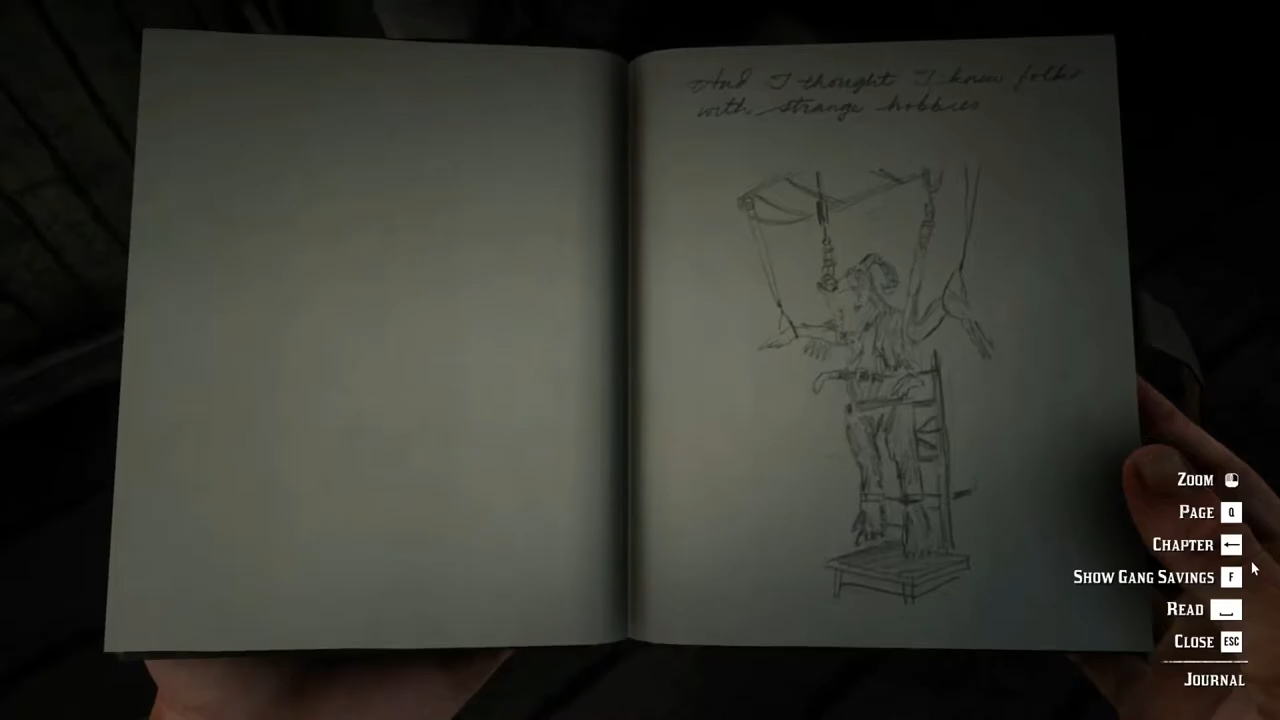 And I thought I knew folks
with strange hobbies
ZOOM
PAGE Q
CHAPTER ←
SHOW GANG SAVINGS F
READ
CLOSE ESC
JOURNAL